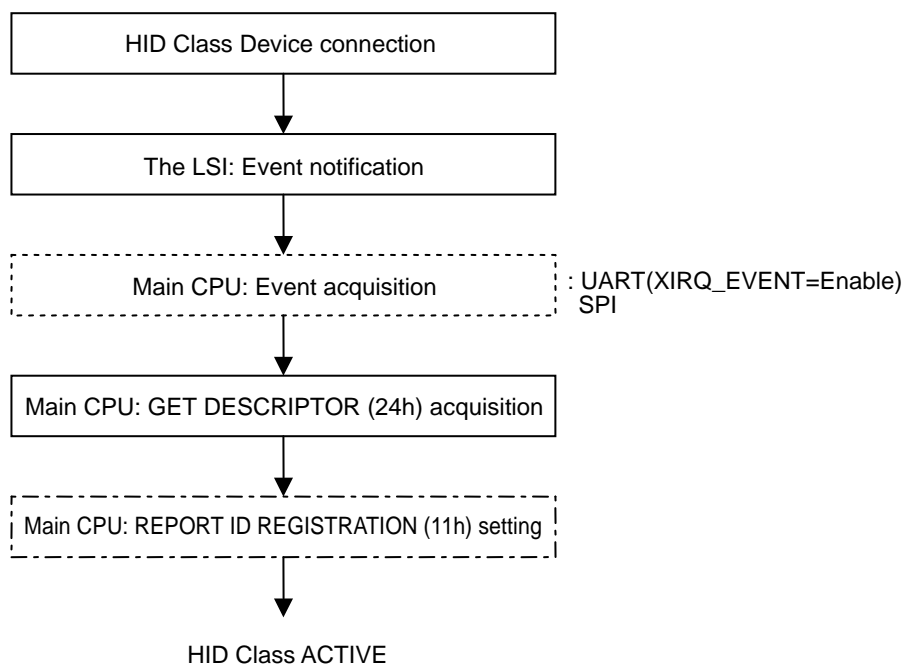 HID Class Device connection
The LSI: Event notification
Main CPU: Event acquisition
: UART(XIRQ_EVENT=Enable)
SPI
Main CPU: GET DESCRIPTOR (24h) acquisition
Main CPU: REPORT ID REGISTRATION (11h) setting
HID Class ACTIVE